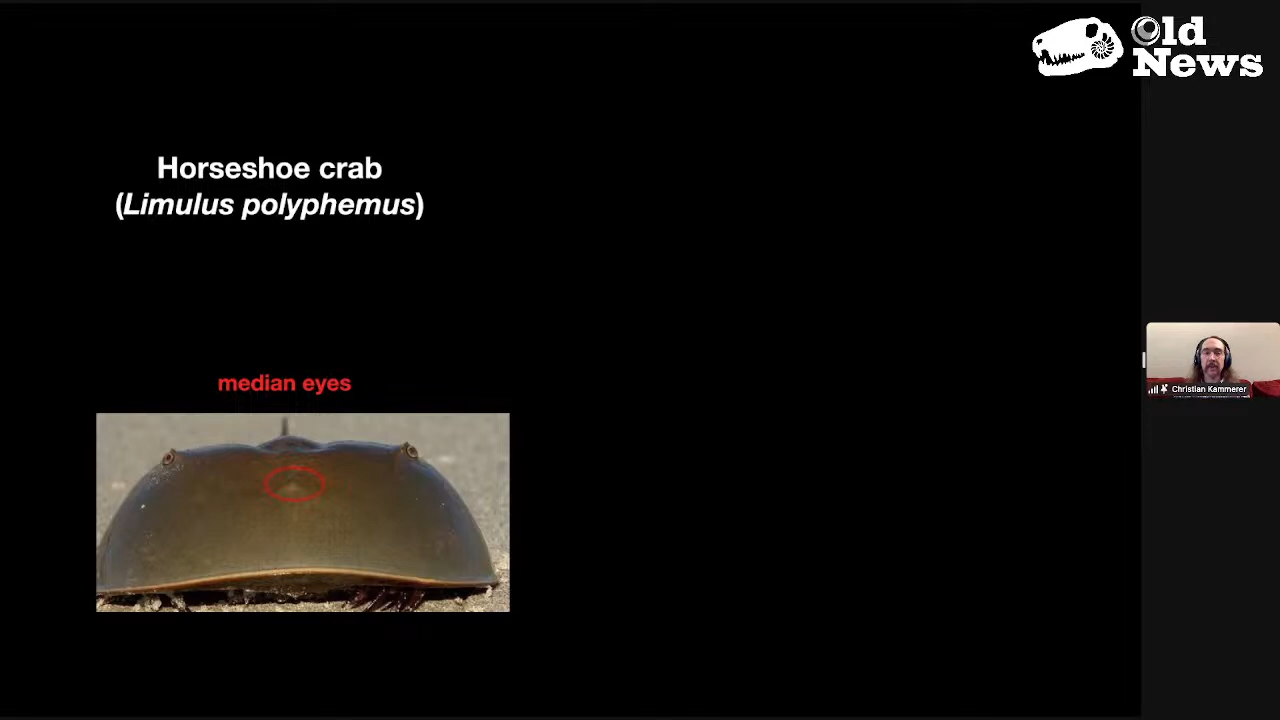 Old
News
Horseshoe crab
(Limulus polyphemus)
median eyes
Christian Kammerer